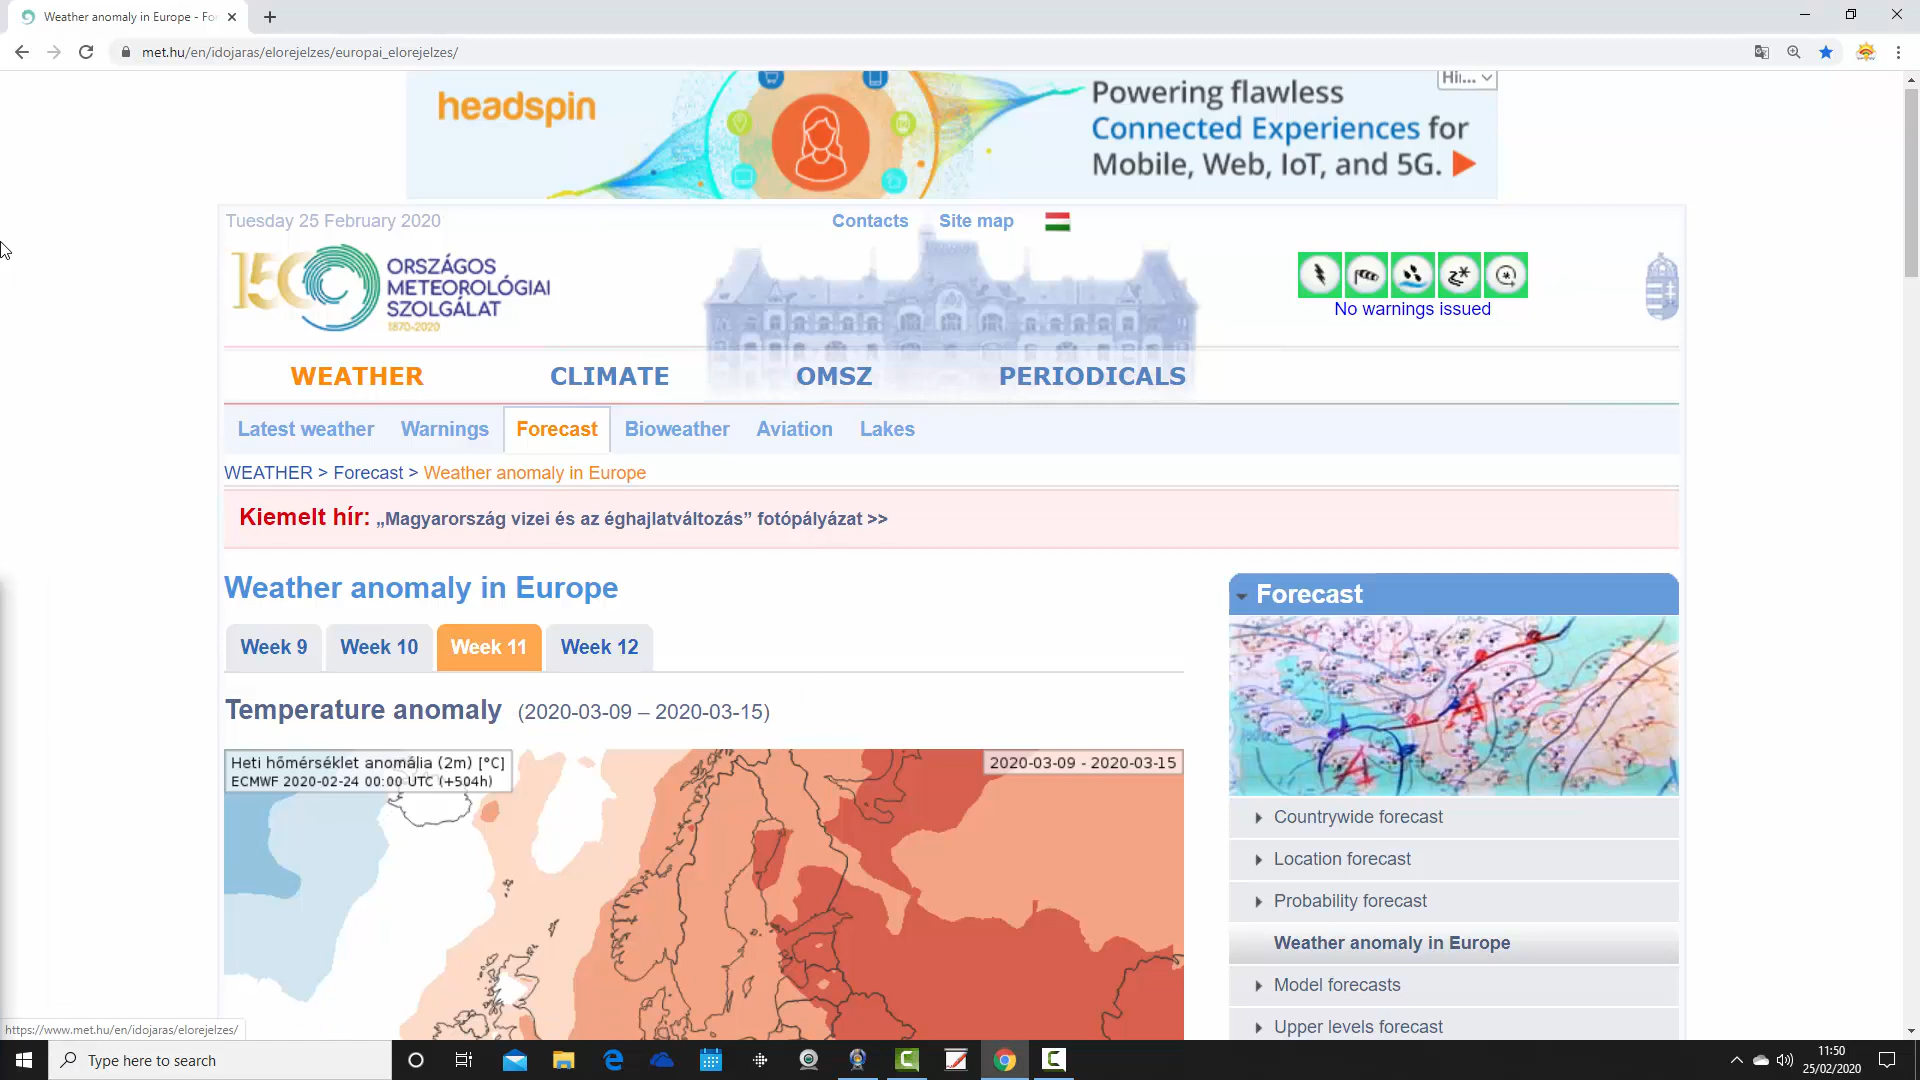 Weather anomaly in Europe - For
met.hu/en/idojaras/elorejelzes/europai_elorejelzes/
headspin
Powering flawless
Connected Experiences for
Mobile, Web, IoT, and 5G.
Tuesday 25 February 2020
Contacts
Site map
150
ORSZÁGOS
METEOROLÓGIAI
SZOLGÁLAT
1870-2020
No warnings issued
WEATHER
CLIMATE
OMSZ
PERIODICALS
Latest weather
Warnings
Forecast
Bioweather
Aviation
Lakes
WEATHER > Forecast > Weather anomaly in Europe
Kiemelt hír: „Magyarország vizei és az éghajlatváltozás” fotópályázat >>
Weather anomaly in Europe
Week 9
Week 10
Week 11
Week 12
Temperature anomaly (2020-03-09 – 2020-03-15)
Heti hőmérséklet anomália (2m) [°C]
ECMWF 2020-02-24 00:00 UTC (+504h)
2020-03-09 - 2020-03-15
Forecast
Countrywide forecast
Location forecast
Probability forecast
Weather anomaly in Europe
Model forecasts
Upper levels forecast
https://www.met.hu/en/idojaras/elorejelzes/
Type here to search
11:50
25/02/2020